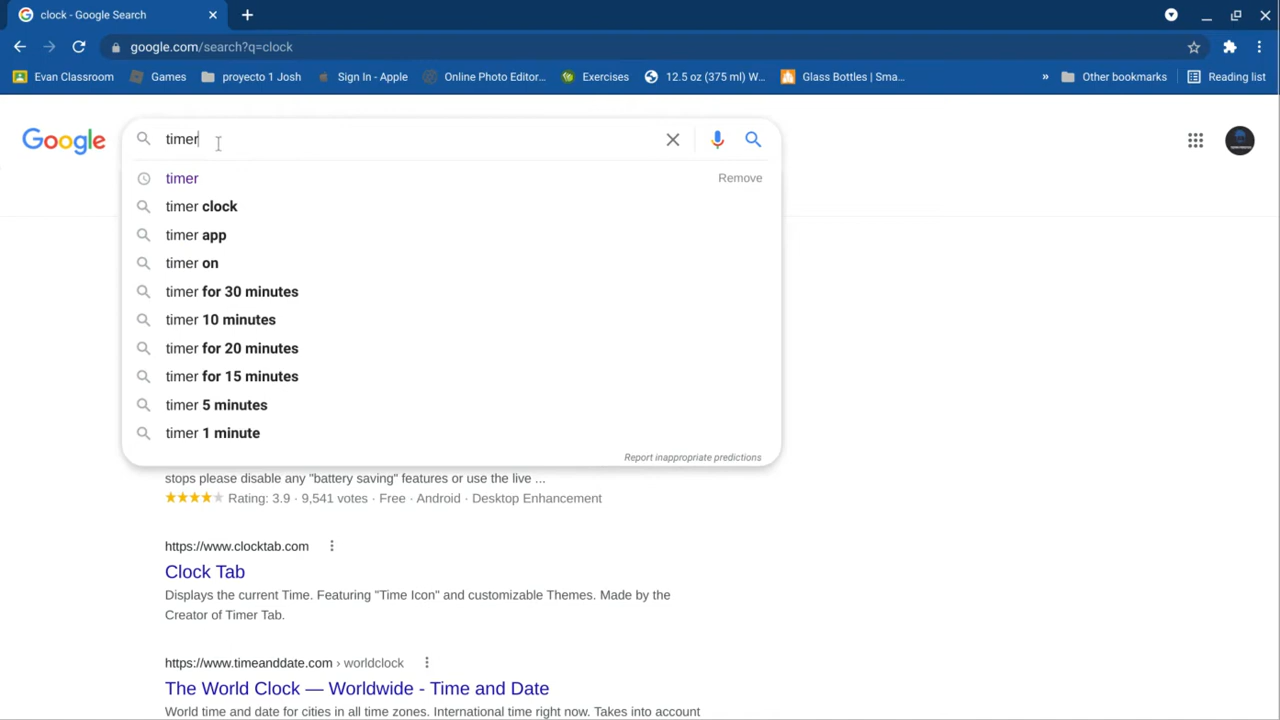 clock - Google Search
google.com/search?q=clock
Evan Classroom
Games
proyecto 1 Josh
Sign In - Apple
Online Photo Editor...
Exercises
12.5 oz (375 ml) W...
Glass Bottles | Sma...
»
Other bookmarks
Reading list
Google
timer
timer
Remove
timer clock
timer app
timer on
timer for 30 minutes
timer 10 minutes
timer for 20 minutes
timer for 15 minutes
timer 5 minutes
timer 1 minute
Report inappropriate predictions
stops please disable any "battery saving" features or use the live ...
Rating: 3.9 · 9,541 votes · Free · Android · Desktop Enhancement
https://www.clocktab.com
Clock Tab
Displays the current Time. Featuring "Time Icon" and customizable Themes. Made by the
Creator of Timer Tab.
https://www.timeanddate.com › worldclock
The World Clock — Worldwide - Time and Date
World time and date for cities in all time zones. International time right now. Takes into account